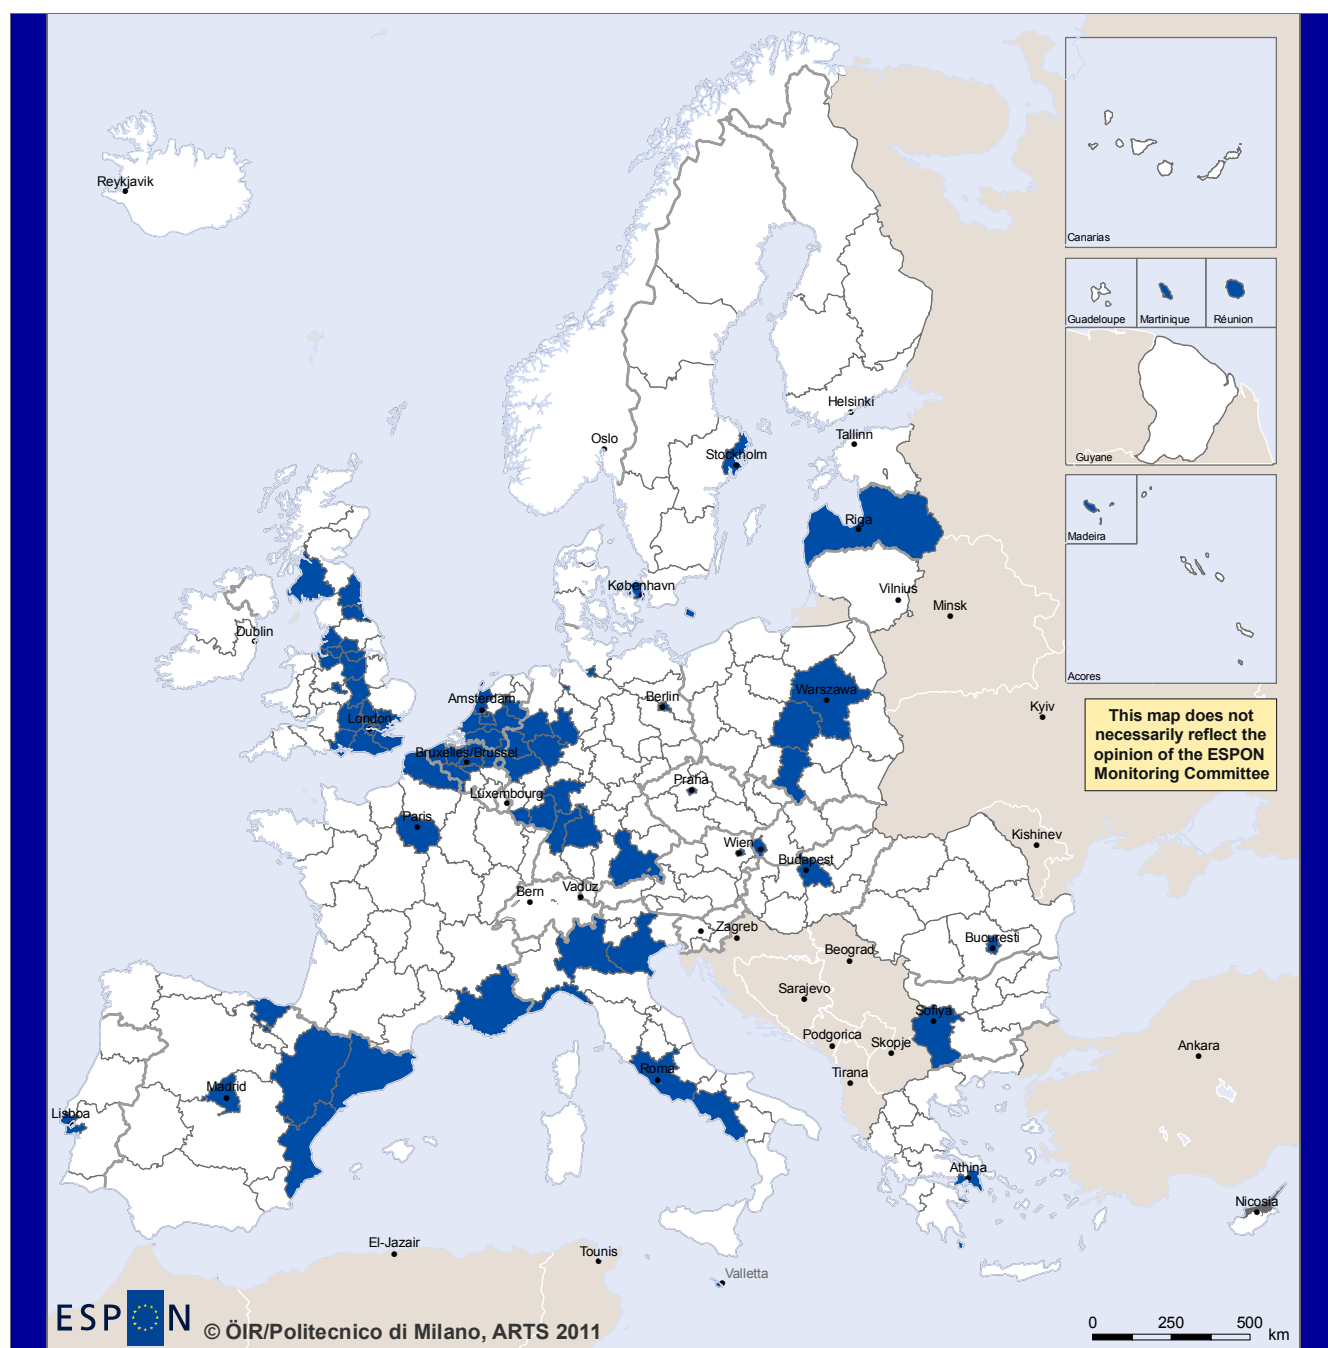 Reykjavik
Canarias
Guadeloupe
Martinique
Réunion
Guyane
Helsinki
Tallinn
Oslo
Stockholm
Riga
Madeira
København
Vilnius
Minsk
Dublin
Acores
Amsterdam
Berlin
Warszawa
Kyiv
London
This map does not
necessarily reflect the
opinion of the ESPON
Monitoring Committee
Bruxelles/Brussel
Praha
Luxembourg
Paris
Kishinev
Wien
Budapest
Bern
Vaduz
Zagreb
Bucuresti
Beograd
Sarajevo
Sofiya
Podgorica
Skopje
Ankara
Roma
Tirana
Madrid
Lisboa
Athina
Nicosia
El-Jazair
Tounis
Valletta
ESP N
© ÖIR/Politecnico di Milano, ARTS 2011
0 250 500
km